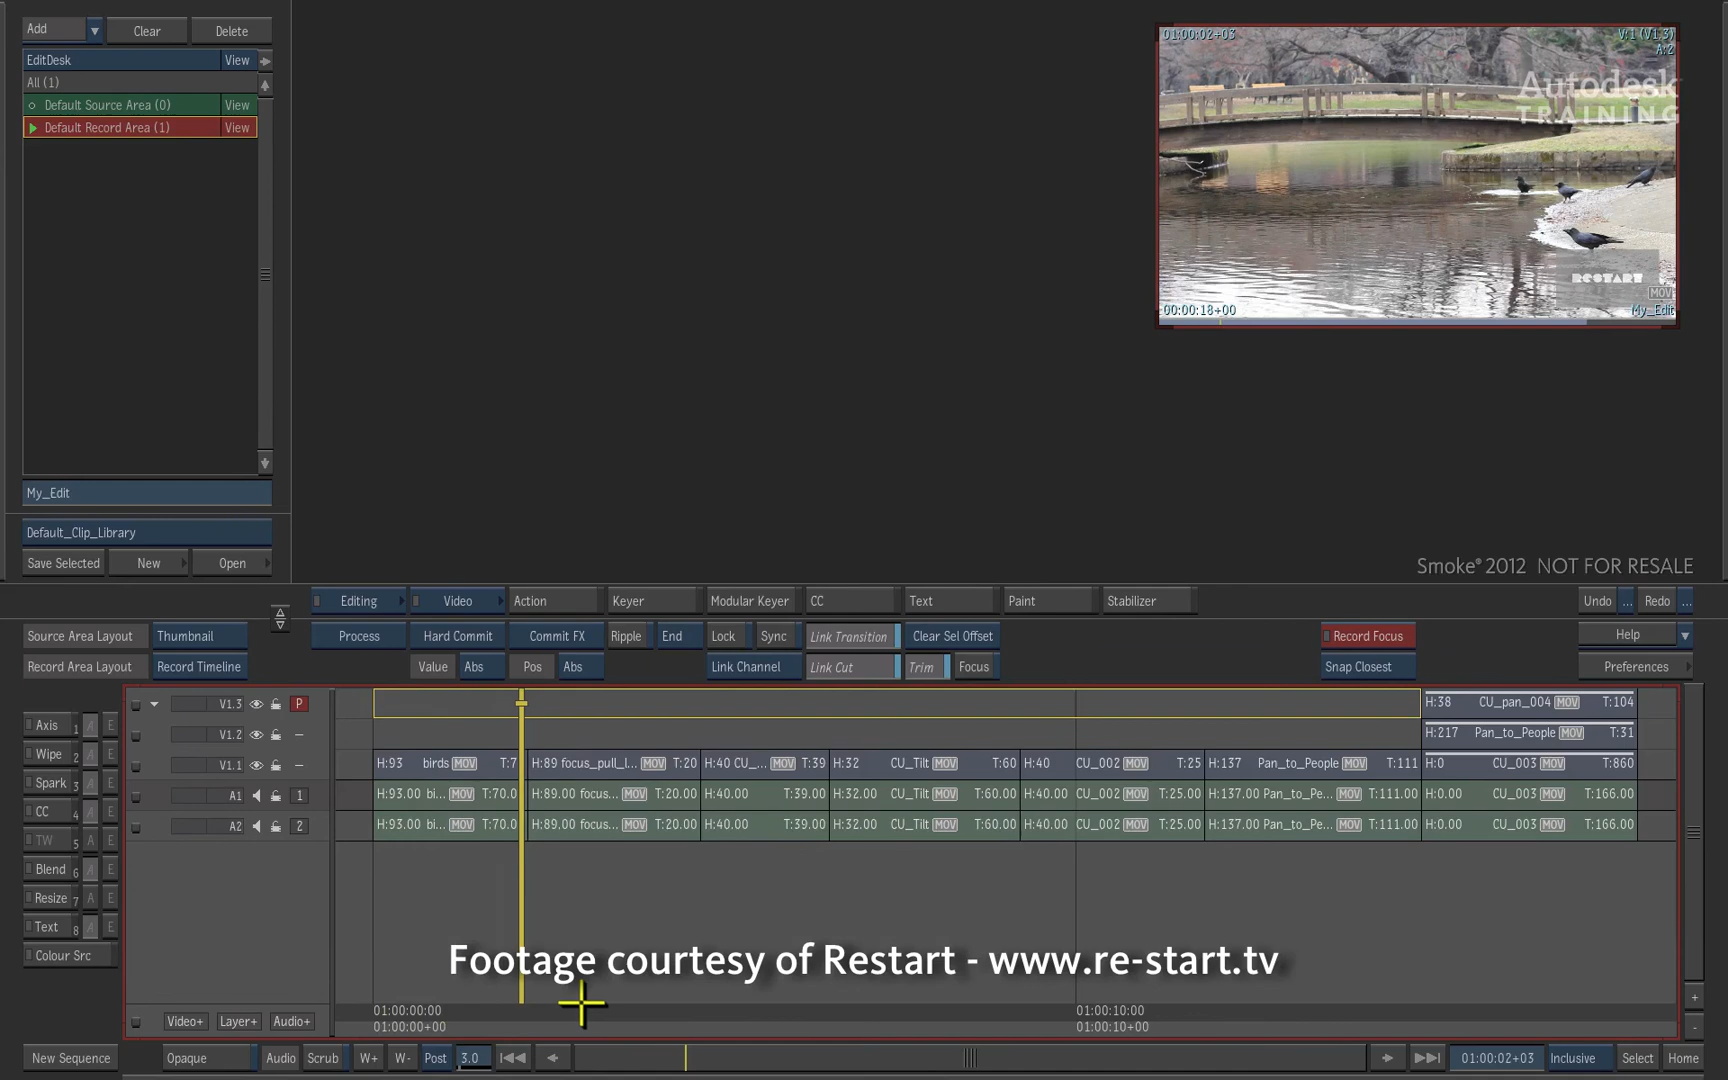 Add
Clear
Delete
EditDesk
View
All (1)
Default Source Area (0)
View
Default Record Area (1)
View
My_Edit
Default_Clip_Library
Save Selected
New
Open
01:00:02+03
V:1 (V1.3)
A:2
Autodesk
TRAINING
RESTART
MOV
00:00:18+00
My_Edit
Smoke® 2012 NOT FOR RESALE
Editing
Video
Action
Keyer
Modular Keyer
CC
Text
Paint
Stabilizer
Undo
...
Redo
...
Source Area Layout
Thumbnail
Process
Hard Commit
Commit FX
Ripple
End
Lock
Sync
Link Transition
Clear Sel Offset
Record Focus
Help
Record Area Layout
Record Timeline
Value
Abs
Pos
Abs
Link Channel
Link Cut
Trim
Focus
Snap Closest
Preferences
V1.3
P
H:38 CU_pan_004 MOV T:104
V1.2
H:217 Pan_to_People MOV T:31
V1.1
H:93 birds MOV T:7
H:89 focus_pull_l... MOV T:20
H:40 CU_... MOV T:39
H:32 CU_Tilt MOV T:60
H:40 CU_002 MOV T:25
H:137 Pan_to_People MOV T:111
H:0 CU_003 MOV T:860
A1
1
H:93.00 bi... MOV T:70.0
H:89.00 focus... MOV T:20.00
H:40.00 T:39.00
H:32.00 CU_Tilt MOV T:60.00
H:40.00 CU_002 MOV T:25.00
H:137.00 Pan_to_Pe... MOV T:111.00
H:0.00 CU_003 MOV T:166.00
A2
2
H:93.00 bi... MOV T:70.0
H:89.00 focus... MOV T:20.00
H:40.00 T:39.00
H:32.00 CU_Tilt MOV T:60.00
H:40.00 CU_002 MOV T:25.00
H:137.00 Pan_to_Pe... MOV T:111.00
H:0.00 CU_003 MOV T:166.00
Axis 1 A E
Wipe 2 A E
Spark 3 A E
CC 4 A E
TW 5 A E
Blend 6 A E
Resize 7 A E
Text 8 A E
Colour Src
Footage courtesy of Restart - www.re-start.tv
01:00:00:00
01:00:00+00
01:00:10:00
01:00:10+00
Video+
Layer+
Audio+
+
-
New Sequence
Opaque
Audio
Scrub
W+
W-
Post
3.0
01:00:02+03
Inclusive
Select
Home